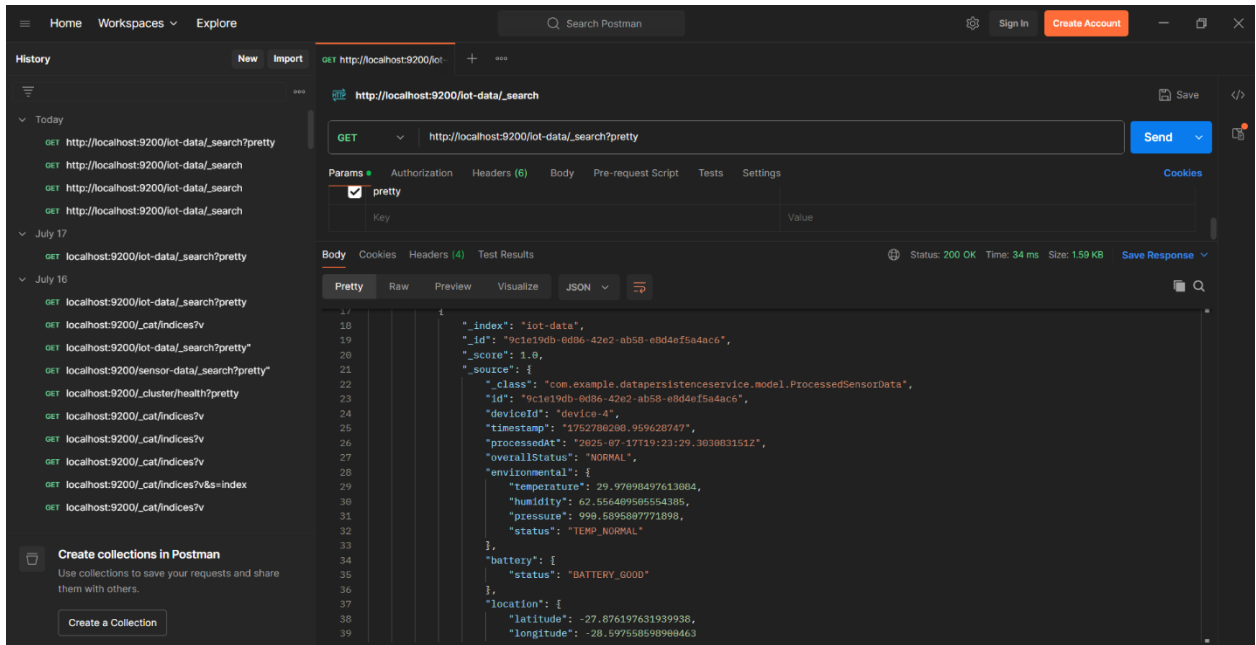 Home Workspaces Explore Search Postman Sign In Create Account
History New Import GET http://localhost:9200/iot-
http://localhost:9200/iot-data/_search Save
Today
GET http://localhost:9200/iot-data/_search?pretty
GET http://localhost:9200/iot-data/_search
GET http://localhost:9200/iot-data/_search
GET http://localhost:9200/iot-data/_search
July 17
GET localhost:9200/iot-data/_search?pretty
July 16
GET localhost:9200/iot-data/_search?pretty
GET localhost:9200/_cat/indices?v
GET localhost:9200/iot-data/_search?pretty"
GET localhost:9200/sensor-data/_search?pretty"
GET localhost:9200/_cluster/health?pretty
GET localhost:9200/_cat/indices?v
GET localhost:9200/_cat/indices?v
GET localhost:9200/_cat/indices?v
GET localhost:9200/_cat/indices?v&s=index
GET localhost:9200/_cat/indices?v
Create collections in Postman
Use collections to save your requests and share
them with others.
Create a Collection
GET http://localhost:9200/iot-data/_search?pretty Send
Params Authorization Headers (6) Body Pre-request Script Tests Settings Cookies
pretty
Key Value
Body Cookies Headers (4) Test Results Status: 200 OK Time: 34 ms Size: 1.59 KB Save Response
Pretty Raw Preview Visualize JSON
17 {
18 "_index": "iot-data",
19 "_id": "9c1e19db-0d86-42e2-ab58-e8d4ef5a4ac6",
20 "_score": 1.0,
21 "_source": {
22 "_class": "com.example.datapersistenceservice.model.ProcessedSensorData",
23 "id": "9c1e19db-0d86-42e2-ab58-e8d4ef5a4ac6",
24 "deviceId": "device-4",
25 "timestamp": "1752780208.959628747",
26 "processedAt": "2025-07-17T19:23:29.303083151Z",
27 "overallStatus": "NORMAL",
28 "environmental": {
29 "temperature": 29.97098497613084,
30 "humidity": 62.556409505554385,
31 "pressure": 990.5895807771898,
32 "status": "TEMP_NORMAL"
33 },
34 "battery": {
35 "status": "BATTERY_GOOD"
36 },
37 "location": {
38 "latitude": -27.876197631939938,
39 "longitude": -28.597558598900463